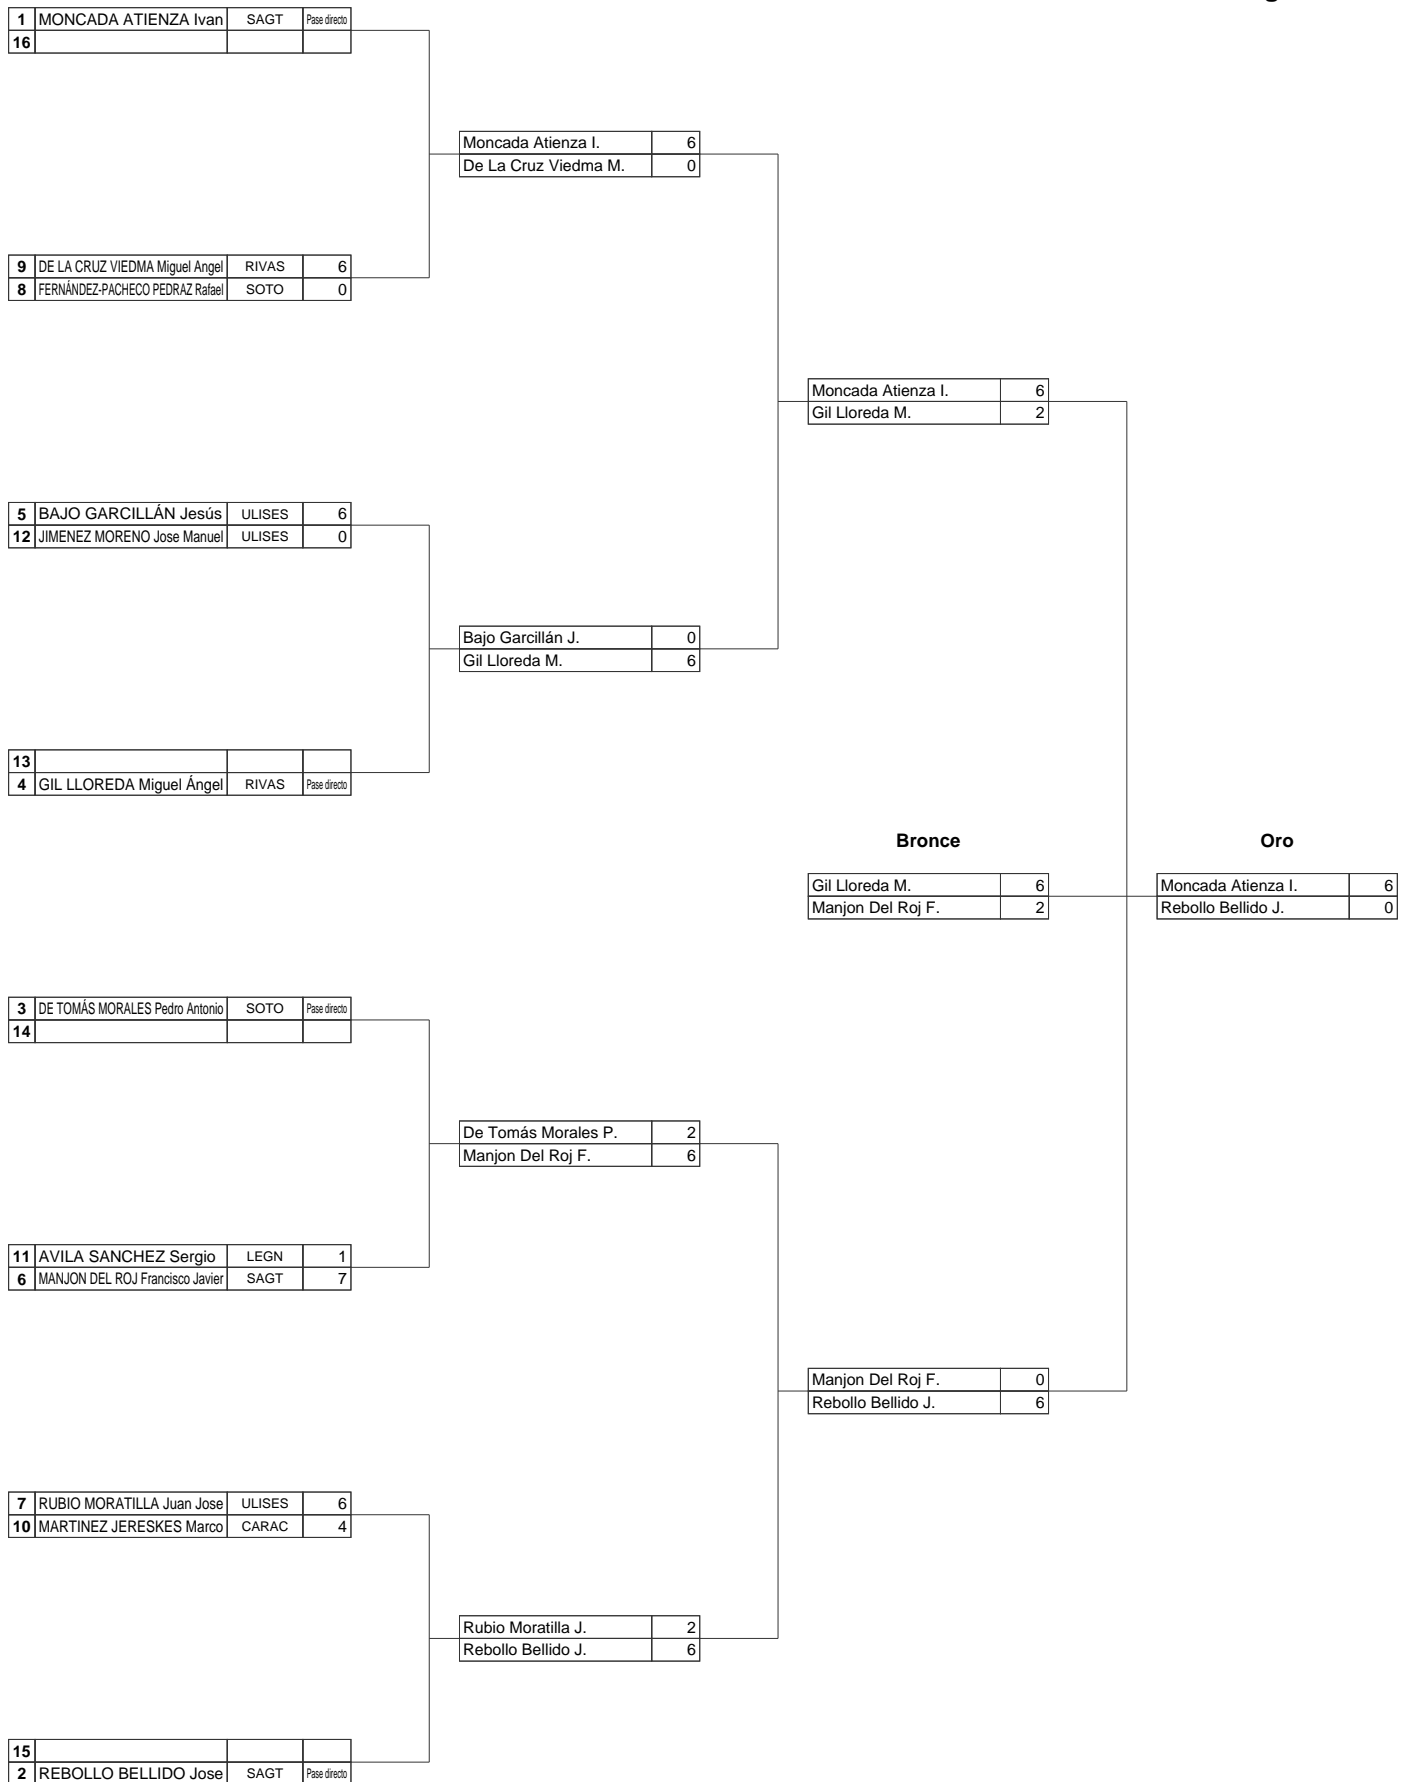 1 MONCADA ATIENZA Ivan SAGT Pase directo
16
Moncada Atienza I. 6
De La Cruz Viedma M. 0
9 DE LA CRUZ VIEDMA Miguel Angel RIVAS 6
8 FERNÁNDEZ-PACHECO PEDRAZ Rafael SOTO 0
Moncada Atienza I. 6
Gil Lloreda M. 2
5 BAJO GARCILLÁN Jesús ULISES 6
12 JIMENEZ MORENO Jose Manuel ULISES 0
Bajo Garcillán J. 0
Gil Lloreda M. 6
13
4 GIL LLOREDA Miguel Ángel RIVAS Pase directo
Bronce Oro
Gil Lloreda M. 6 Moncada Atienza I. 6
Manjon Del Roj F. 2 Rebollo Bellido J. 0
3 DE TOMÁS MORALES Pedro Antonio SOTO Pase directo
14
De Tomás Morales P. 2
Manjon Del Roj F. 6
11 AVILA SANCHEZ Sergio LEGN 1
6 MANJON DEL ROJ Francisco Javier SAGT 7
Manjon Del Roj F. 0
Rebollo Bellido J. 6
7 RUBIO MORATILLA Juan Jose ULISES 6
10 MARTINEZ JERESKES Marco CARAC 4
Rubio Moratilla J. 2
Rebollo Bellido J. 6
15
2 REBOLLO BELLIDO Jose SAGT Pase directo